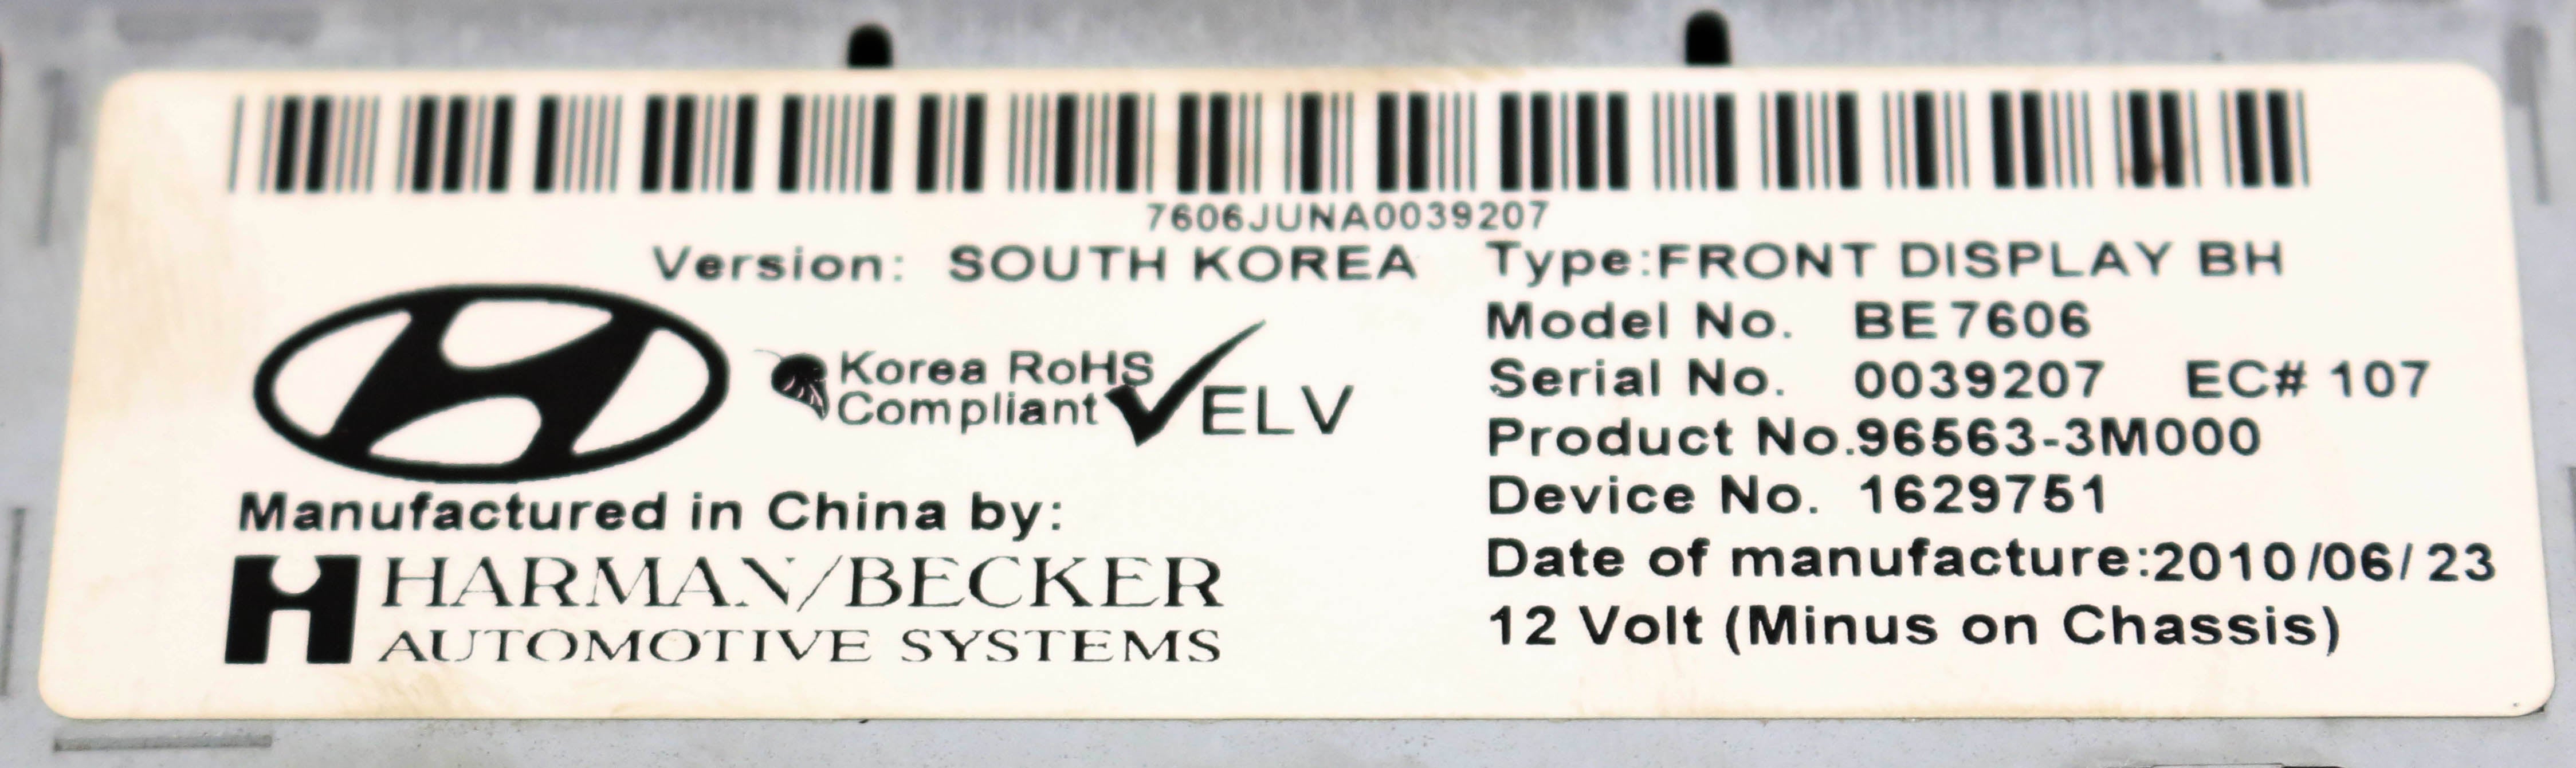 7606JUNA0039207
Version: SOUTH KOREA
Korea RoHS
Compliant
ELV
Manufactured in China by:
HARMAN/BECKER
AUTOMOTIVE SYSTEMS
Type:FRONT DISPLAY BH
Model No. BE7606
Serial No. 0039207 EC# 107
Product No.96563-3M000
Device No. 1629751
Date of manufacture:2010/06/23
12 Volt (Minus on Chassis)